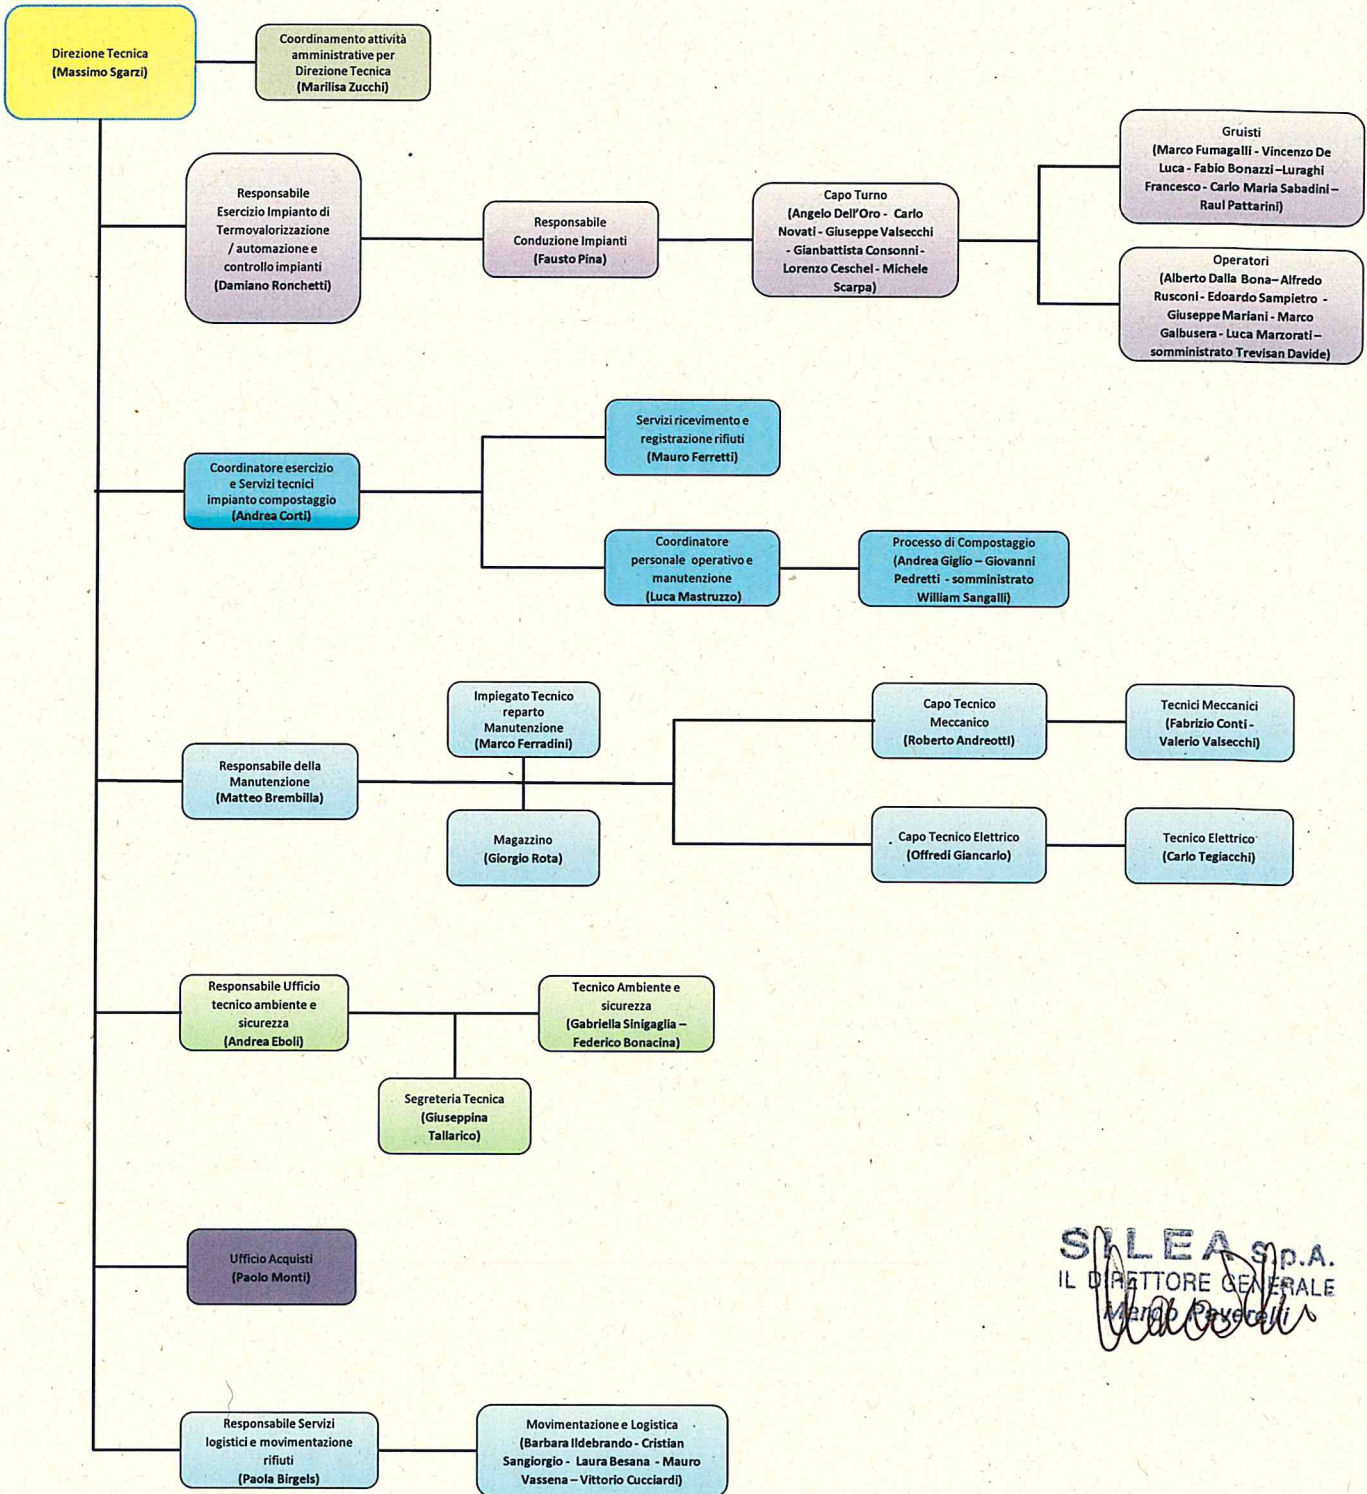 Direzione Tecnica
(Massimo Sgarzi)
Coordinamento attività
amministrative per
Direzione Tecnica
(Marilisa Zucchi)
Responsabile
Esercizio Impianto di
Termovalorizzazione
/ automazione e
controllo impianti
(Damiano Ronchetti)
Responsabile
Conduzione Impianti
(Fausto Pina)
Capo Turno
(Angelo Dell'Oro - Carlo
Novati - Giuseppe Valsecchi
- Gianbattista Consonni -
Lorenzo Ceschel - Michele
Scarpa)
Gruisti
(Marco Fumagalli - Vincenzo De
Luca - Fabio Bonazzi –Luraghi
Francesco - Carlo Maria Sabadini –
Raul Pattarini)
Operatori
(Alberto Dalla Bona– Alfredo
Rusconi - Edoardo Sampietro -
Giuseppe Mariani - Marco
Galbusera - Luca Marzorati –
somministrato Trevisan Davide)
Coordinatore esercizio
e Servizi tecnici
impianto compostaggio
(Andrea Corti)
Servizi ricevimento e
registrazione rifiuti
(Mauro Ferretti)
Coordinatore
personale operativo e
manutenzione
(Luca Mastruzzo)
Processo di Compostaggio
(Andrea Giglio – Giovanni
Pedretti - somministrato
William Sangalli)
Responsabile della
Manutenzione
(Matteo Brembilla)
Impiegato Tecnico
reparto
Manutenzione
(Marco Ferradini)
Magazzino
(Giorgio Rota)
Capo Tecnico
Meccanico
(Roberto Andreotti)
Tecnici Meccanici
(Fabrizio Conti -
Valerio Valsecchi)
Capo Tecnico Elettrico
(Offredi Giancarlo)
Tecnico Elettrico
(Carlo Tegiacchi)
Responsabile Ufficio
tecnico ambiente e
sicurezza
(Andrea Eboli)
Tecnico Ambiente e
sicurezza
(Gabriella Sinigaglia –
Federico Bonacina)
Segreteria Tecnica
(Giuseppina
Tallarico)
Ufficio Acquisti
(Paolo Monti)
Responsabile Servizi
logistici e movimentazione
rifiuti
(Paola Birgels)
Movimentazione e Logistica
(Barbara Ildebrando - Cristian
Sangiorgio - Laura Besana - Mauro
Vassena – Vittorio Cucciardi)
SILEA S.p.A.
IL DIRETTORE GENERALE
Marco Peverelli